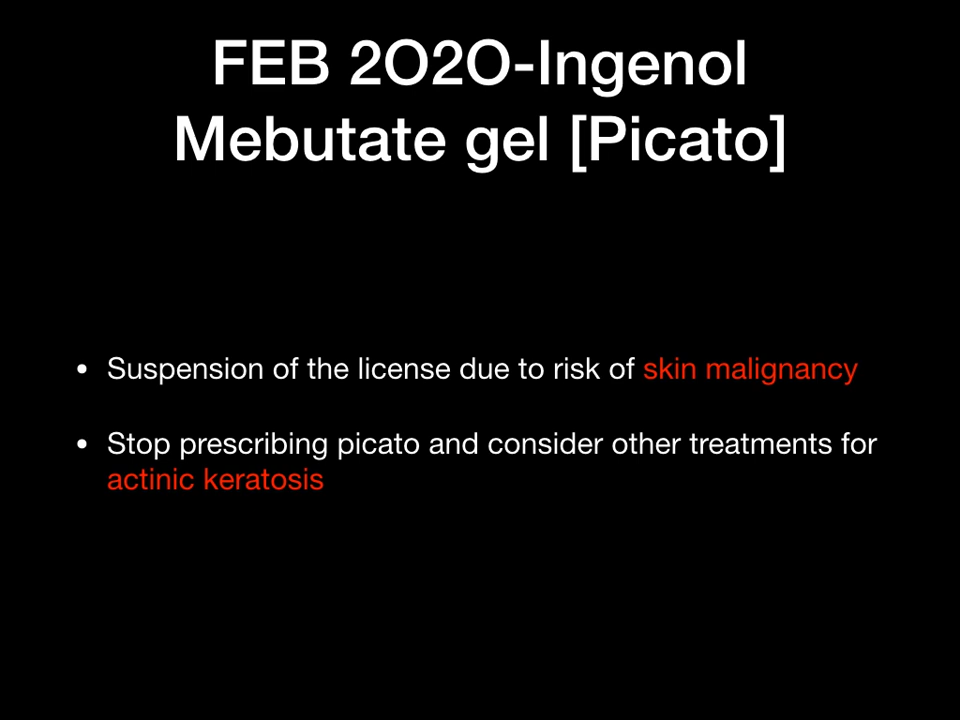 FEB 2O2O-Ingenol
Mebutate gel [Picato]
• Suspension of the license due to risk of skin malignancy
• Stop prescribing picato and consider other treatments for
actinic keratosis